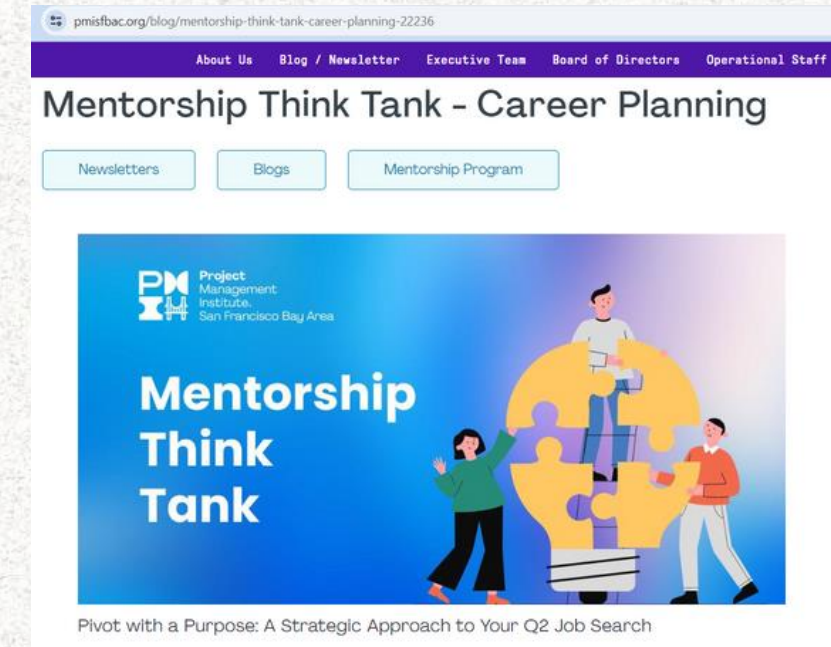 pmisfbac.org/blog/mentorship-think-tank-career-planning-22236
About Us Blog / Newsletter Executive Team Board of Directors Operational Staff
Mentorship Think Tank - Career Planning
Newsletters Blogs Mentorship Program
PM
I
Project
Management
Institute.
San Francisco Bay Area
Mentorship
Think
Tank
Pivot with a Purpose: A Strategic Approach to Your Q2 Job Search